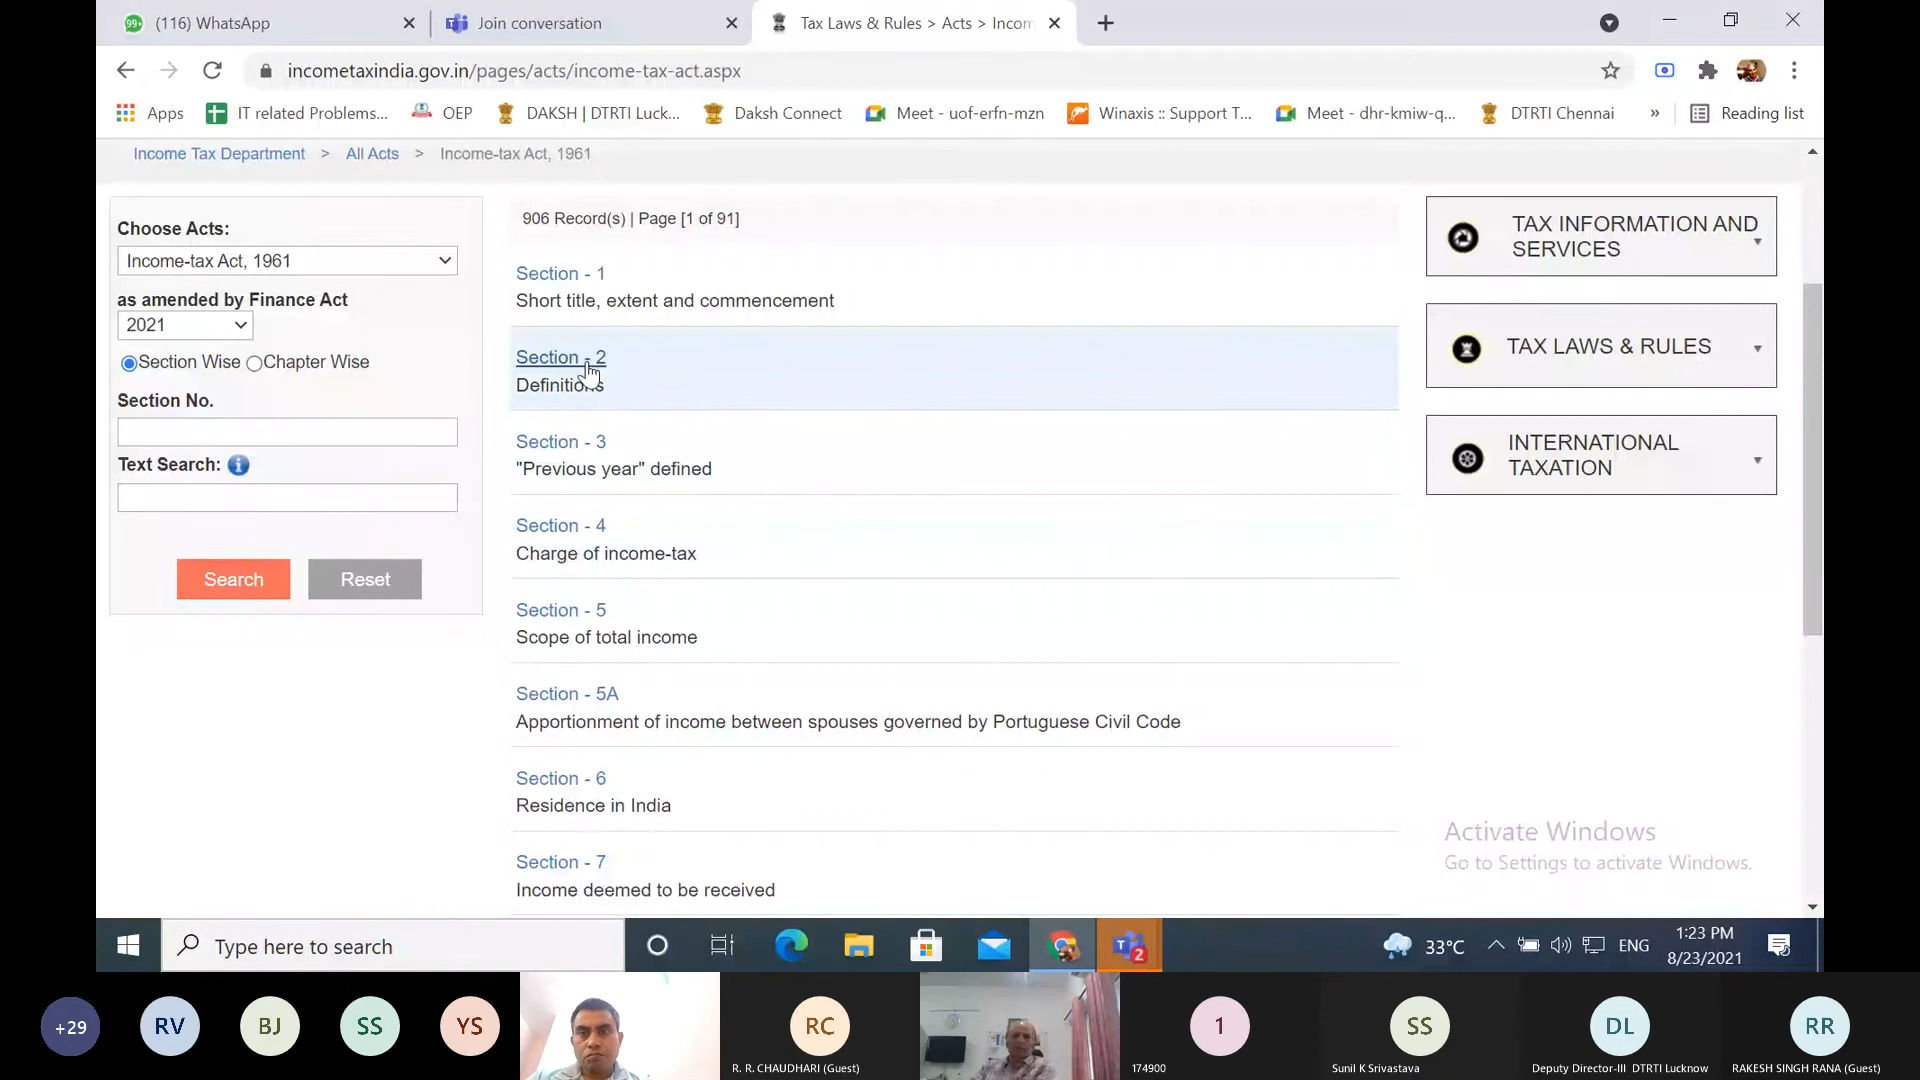 99+ (116) WhatsApp
Join conversation
Tax Laws & Rules > Acts > Incom
incometaxindia.gov.in/pages/acts/income-tax-act.aspx
Apps
IT related Problems...
OEP
DAKSH | DTRTI Luck...
Daksh Connect
Meet - uof-erfn-mzn
Winaxis :: Support T...
Meet - dhr-kmiw-q...
DTRTI Chennai
»
Reading list
Income Tax Department > All Acts > Income-tax Act, 1961
Choose Acts:
Income-tax Act, 1961
as amended by Finance Act
2021
Section Wise Chapter Wise
Section No.
Text Search:
Search
Reset
906 Record(s) | Page [1 of 91]
Section - 1
Short title, extent and commencement
Section - 2
Definitions
Section - 3
"Previous year" defined
Section - 4
Charge of income-tax
Section - 5
Scope of total income
Section - 5A
Apportionment of income between spouses governed by Portuguese Civil Code
Section - 6
Residence in India
Section - 7
Income deemed to be received
TAX INFORMATION AND
SERVICES
TAX LAWS & RULES
INTERNATIONAL
TAXATION
Activate Windows
Go to Settings to activate Windows.
Type here to search
2
33°C
ENG
1:23 PM
8/23/2021
+29
RV
BJ
SS
YS
RC
R. R. CHAUDHARI (Guest)
1
174900
SS
Sunil K Srivastava
DL
Deputy Director-III DTRTI Lucknow
RR
RAKESH SINGH RANA (Guest)